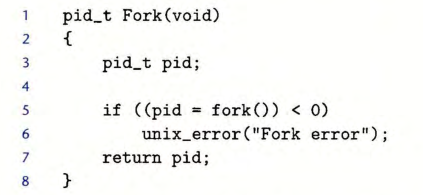 1 pid_t Fork(void)
2 {
3     pid_t pid;
4
5     if ((pid = fork()) < 0)
6         unix_error("Fork error");
7     return pid;
8 }